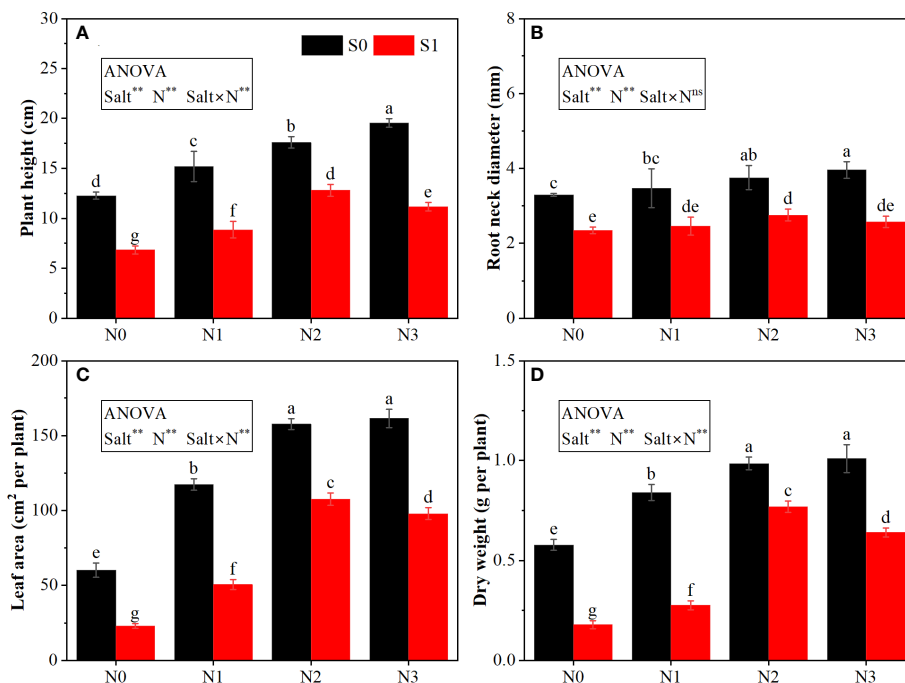 A
S0 S1
ANOVA
Salt** N** Salt×N**
d c b a
g f d e
30
25
20
15
10
5
0
Plant height (cm)
N0 N1 N2 N3
B
ANOVA
Salt** N** Salt×Nns
c bc ab a
e de d de
8
6
4
2
0
Root neck diameter (mm)
N0 N1 N2 N3
C
ANOVA
Salt** N** Salt×N**
e b a a
g f c d
200
150
100
50
0
Leaf area (cm² per plant)
N0 N1 N2 N3
D
ANOVA
Salt** N** Salt×N**
e b a a
g f c d
1.5
1.0
0.5
0.0
Dry weight (g per plant)
N0 N1 N2 N3